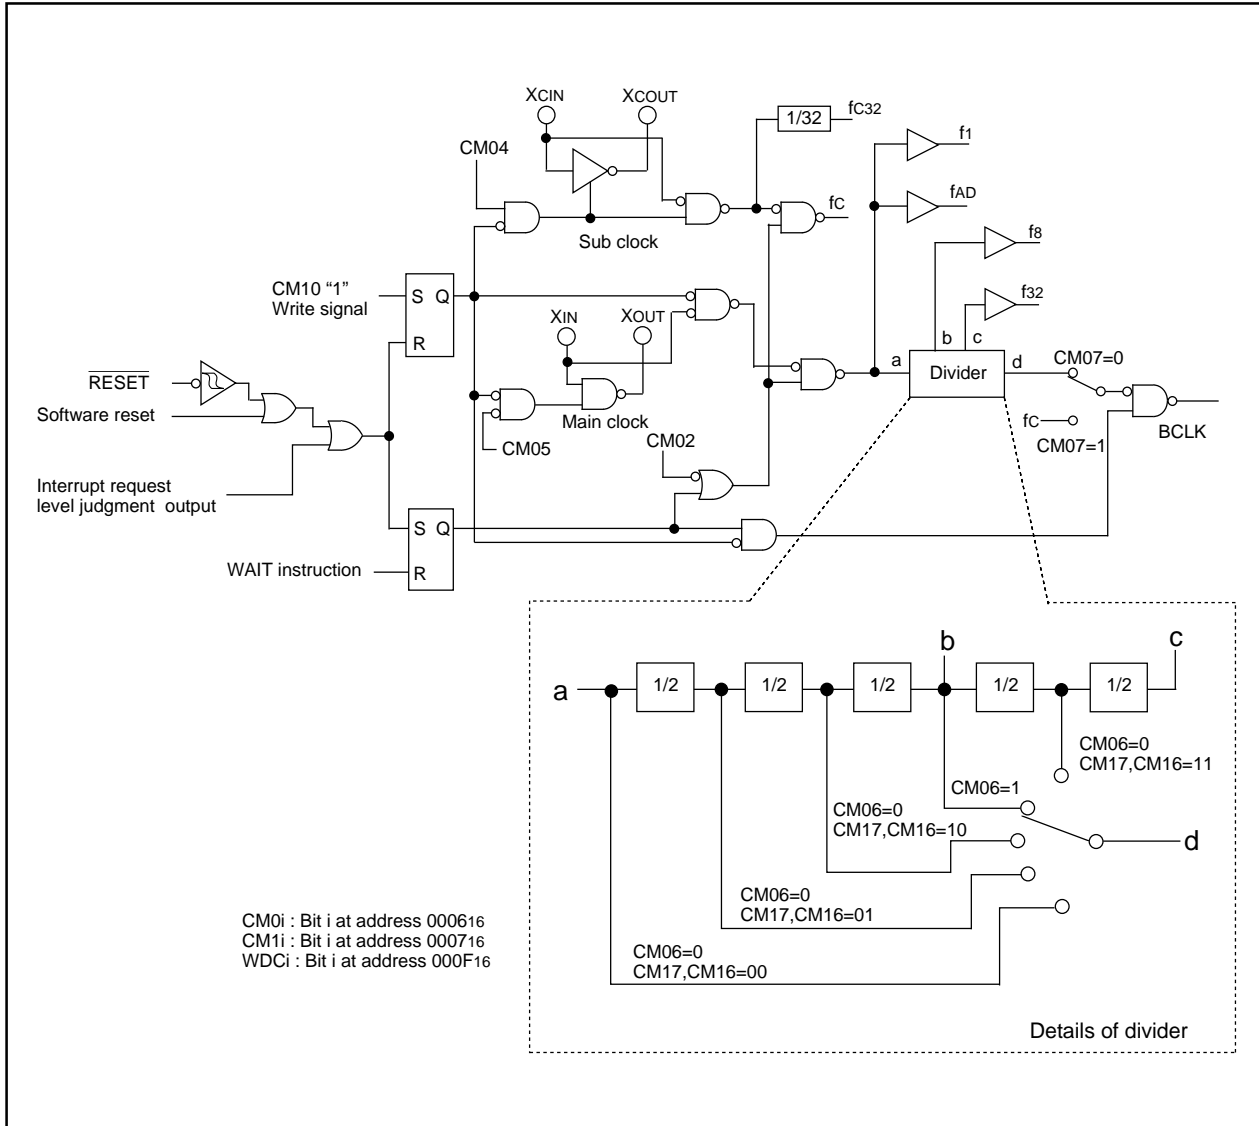 XCIN
XCOUT
1/32
fC32
f1
CM04
fAD
fC
Sub clock
f8
CM10 “1”
Write signal
S Q
R
f32
XIN
XOUT
b
c
a
Divider
d
CM07=0
RESET
Software reset
Main clock
CM05
CM02
fC
CM07=1
BCLK
Interrupt request
level judgment output
S Q
R
WAIT instruction
a
1/2
1/2
1/2
b
1/2
1/2
c
CM06=0
CM17,CM16=11
CM06=1
CM06=0
CM17,CM16=10
d
CM06=0
CM17,CM16=01
CM06=0
CM17,CM16=00
CM0i : Bit i at address 000616
CM1i : Bit i at address 000716
WDCi : Bit i at address 000F16
Details of divider